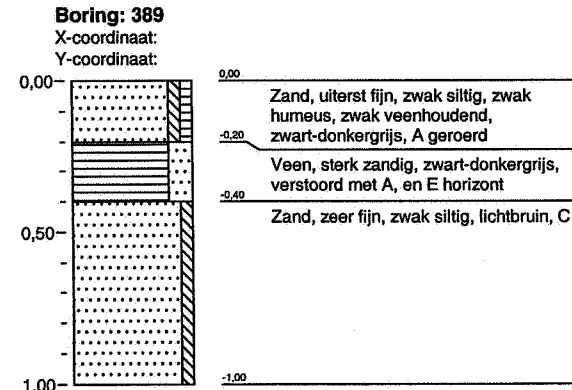 Boring: 389
X-coordinaat:
Y-coordinaat:
0,00
0,00
Zand, uiterst fijn, zwak siltig, zwak
humeus, zwak veenhoudend,
zwart-donkergrijs, A geroerd
-0,20
Veen, sterk zandig, zwart-donkergrijs,
verstoord met A, en E horizont
-0,40
Zand, zeer fijn, zwak siltig, lichtbruin, C
0,50
1,00
-1,00